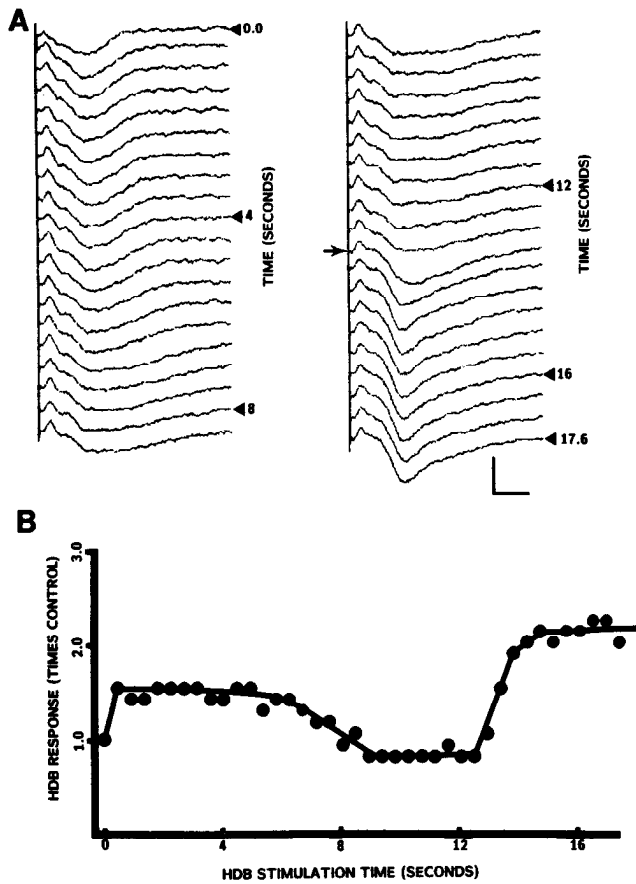 A
0.0
4
8
TIME (SECONDS)
12
16
17.6
TIME (SECONDS)
B
HDB RESPONSE (TIMES CONTROL)
3.0
2.0
1.0
0
4
8
12
16
HDB STIMULATION TIME (SECONDS)